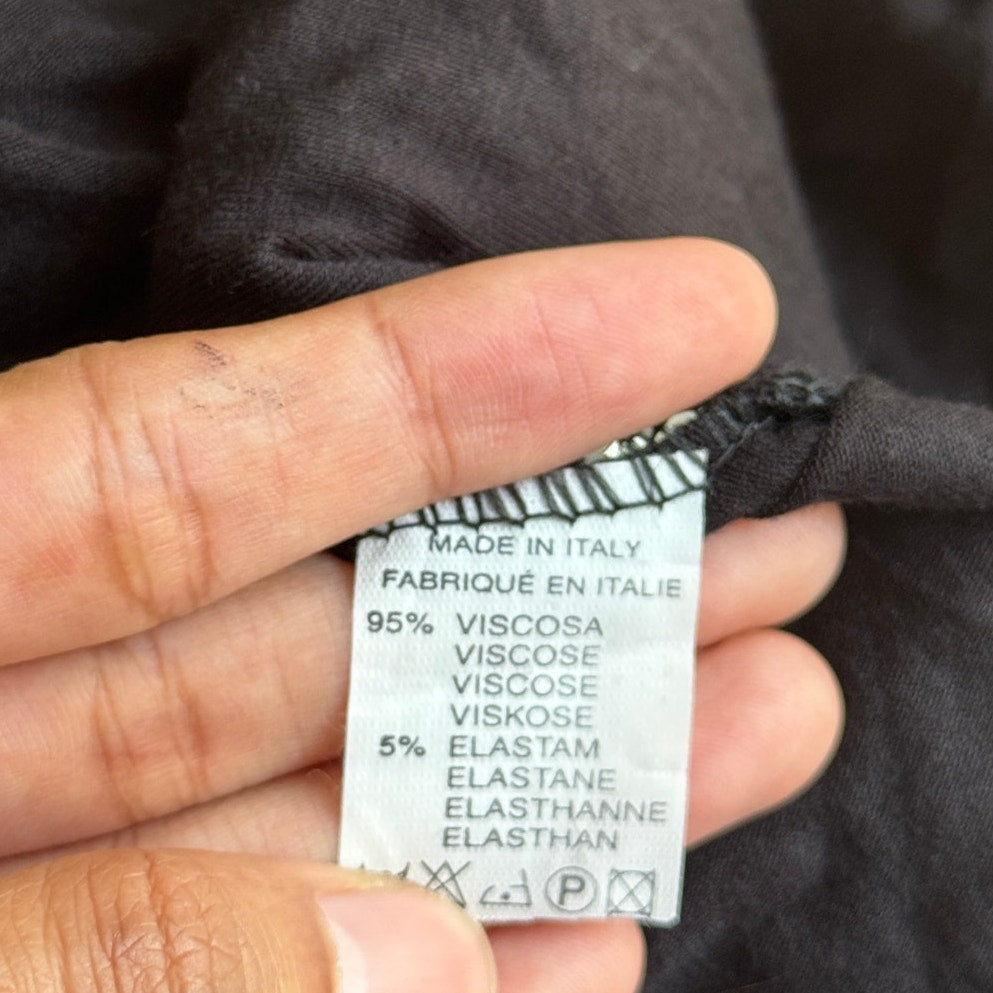 MADE IN ITALY
FABRIQUÉ EN ITALIE
95% VISCOSA
VISCOSE
VISCOSE
VISKOSE
5% ELASTAM
ELASTANE
ELASTHANNE
ELASTHAN
P